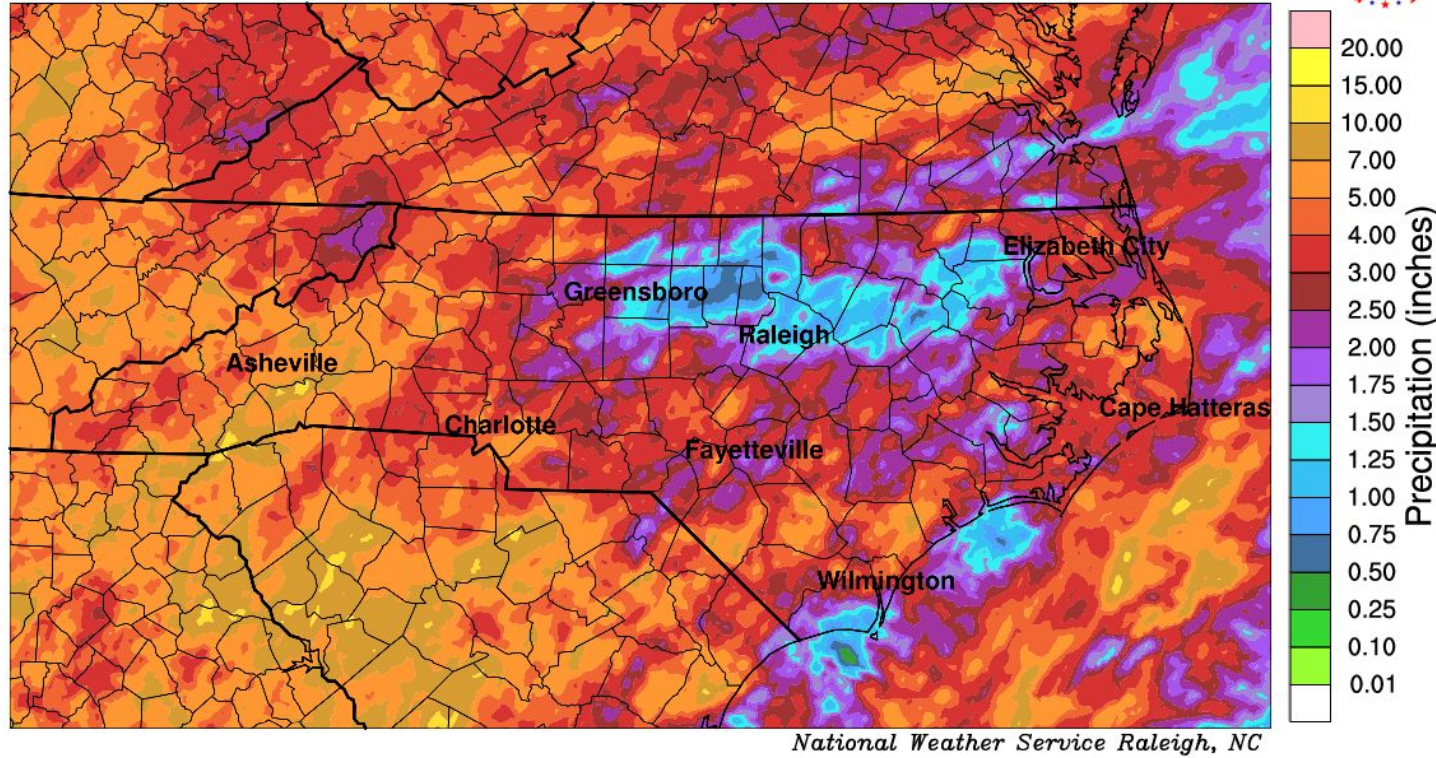 20.00
15.00
10.00
7.00
5.00
4.00
3.00
2.50
2.00
1.75
1.50
1.25
1.00
0.75
0.50
0.25
0.10
0.01
Precipitation (inches)
Elizabeth City
Greensboro
Raleigh
Asheville
Cape Hatteras
Charlotte
Fayetteville
Wilmington
National Weather Service Raleigh, NC